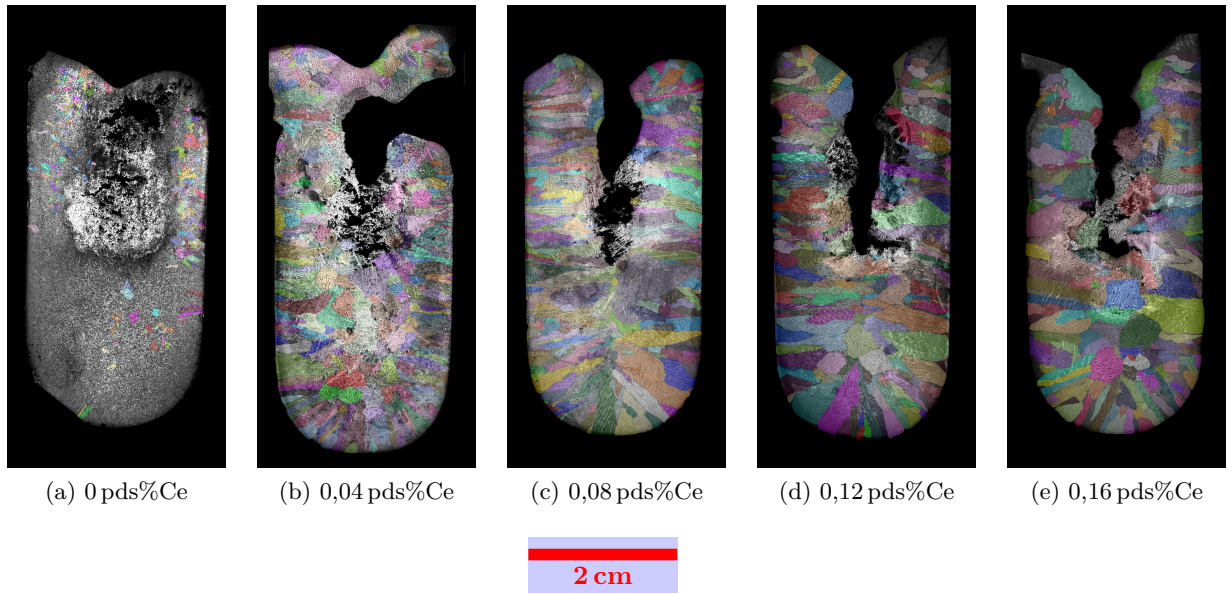 (a) 0 pds%Ce
(b) 0,04 pds%Ce
(c) 0,08 pds%Ce
(d) 0,12 pds%Ce
(e) 0,16 pds%Ce
2 cm